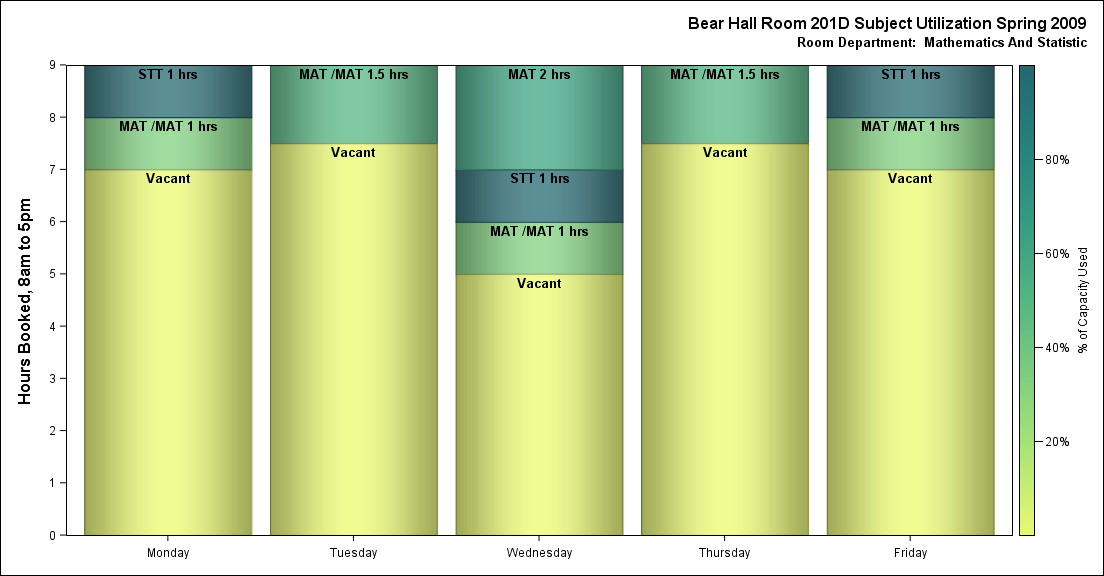 Bear Hall Room 201D Subject Utilization Spring 2009
Room Department:  Mathematics And Statistic
Hours Booked, 8am to 5pm
9
8
7
6
5
4
3
2
1
0
STT 1 hrs
MAT /MAT 1 hrs
Vacant
MAT /MAT 1.5 hrs
Vacant
MAT 2 hrs
STT 1 hrs
MAT /MAT 1 hrs
Vacant
MAT /MAT 1.5 hrs
Vacant
STT 1 hrs
MAT /MAT 1 hrs
Vacant
Monday
Tuesday
Wednesday
Thursday
Friday
80%
60%
40%
20%
% of Capacity Used